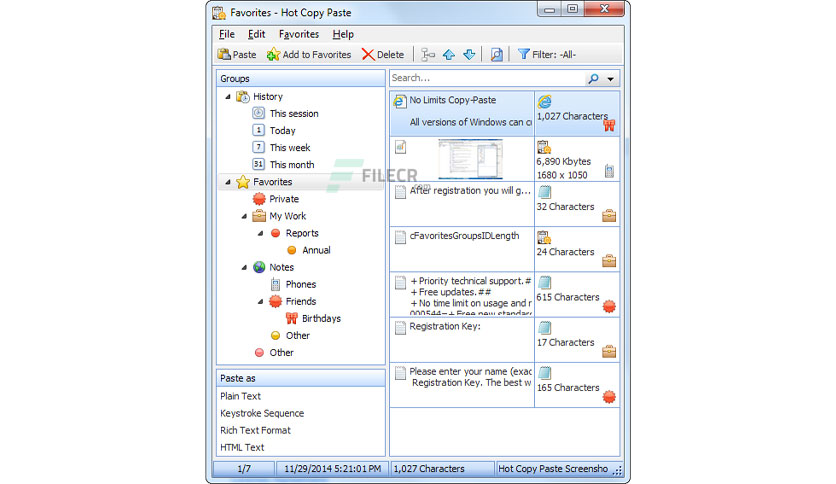 Favorites - Hot Copy Paste
File Edit Favorites Help
Paste Add to Favorites Delete Filter: -All-
Groups
History
This session
1 Today
7 This week
31 This month
Favorites
Private
My Work
Reports
Annual
Notes
Phones
Friends
Birthdays
Other
Other
Paste as
Plain Text
Keystroke Sequence
Rich Text Format
HTML Text
Search...
No Limits Copy-Paste
All versions of Windows can
1,027 Characters
6,890 Kbytes
1680 x 1050
After registration you will g...
32 Characters
cFavoritesGroupsIDLength
24 Characters
+ Priority technical support.#
+ Free updates.##
+ No time limit on usage and
000544=+Free new standar
615 Characters
Registration Key:
17 Characters
Please enter your name (exac
Registration Key. The best w
165 Characters
FILECR
.com
1/7 11/29/2014 5:21:01 PM 1,027 Characters Hot Copy Paste Screensho